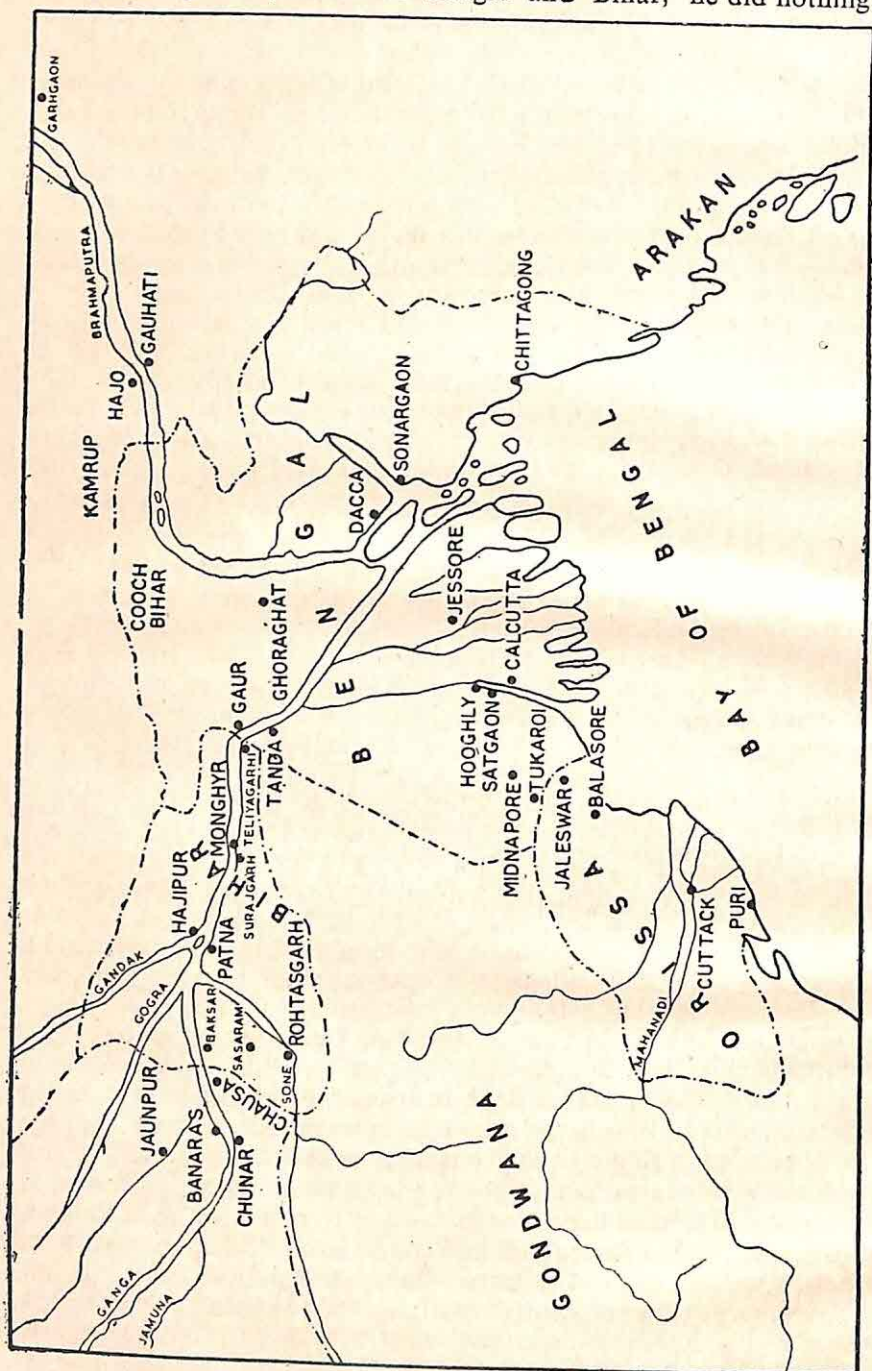 and Bihar, he did nothing
GARHGAON
BRAHMAPUTRA
GAUHATI
HAJO
KAMRUP
COOCH
BIHAR
ARAKAN
CHITTAGONG
SONARGAON
DACCA
BENGAL
GHORAGHAT
JESSORE
CALCUTTA
HOOGHLY
SATGAON
GAUR
TANDA
TELIYAGARHI
MONGHYR
SURAJGARH
BIHAR
HAJIPUR
PATNA
GANDAK
GOGRA
BAKSAR
SASARAM
ROHTASGARH
SONE
CHAUSA
JAUNPUR
BANARAS
CHUNAR
GANGA
JAMUNA
MIDNAPORE
TUKAROI
JALESWAR
BALASORE
BAY OF BENGAL
ORISSA
MAHANADI
CUTTACK
PURI
GONDWANA